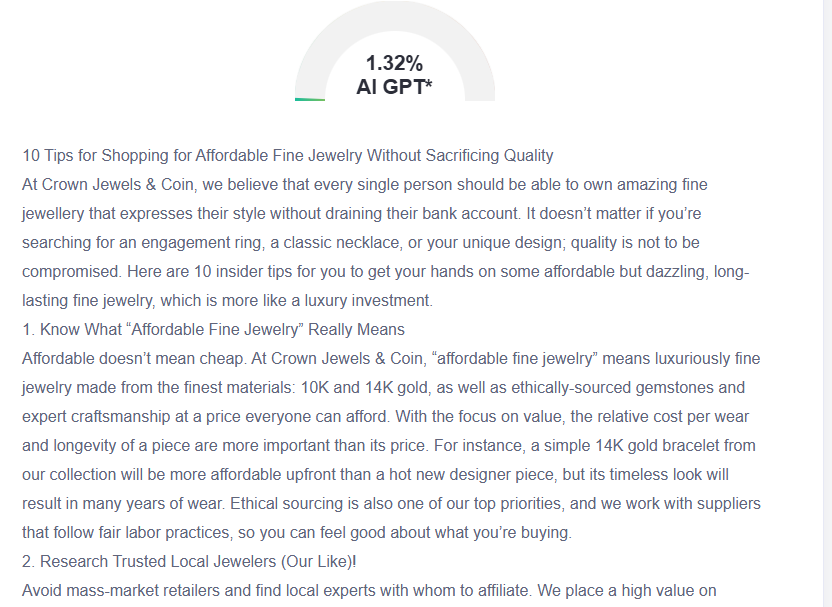 1.32%
AI GPT*
10 Tips for Shopping for Affordable Fine Jewelry Without Sacrificing Quality
At Crown Jewels & Coin, we believe that every single person should be able to own amazing fine
jewellery that expresses their style without draining their bank account. It doesn’t matter if you’re
searching for an engagement ring, a classic necklace, or your unique design; quality is not to be
compromised. Here are 10 insider tips for you to get your hands on some affordable but dazzling, long-
lasting fine jewelry, which is more like a luxury investment.
1. Know What “Affordable Fine Jewelry” Really Means
Affordable doesn’t mean cheap. At Crown Jewels & Coin, “affordable fine jewelry” means luxuriously fine
jewelry made from the finest materials: 10K and 14K gold, as well as ethically-sourced gemstones and
expert craftsmanship at a price everyone can afford. With the focus on value, the relative cost per wear
and longevity of a piece are more important than its price. For instance, a simple 14K gold bracelet from
our collection will be more affordable upfront than a hot new designer piece, but its timeless look will
result in many years of wear. Ethical sourcing is also one of our top priorities, and we work with suppliers
that follow fair labor practices, so you can feel good about what you’re buying.
2. Research Trusted Local Jewelers (Our Like)!
Avoid mass-market retailers and find local experts with whom to affiliate. We place a high value on